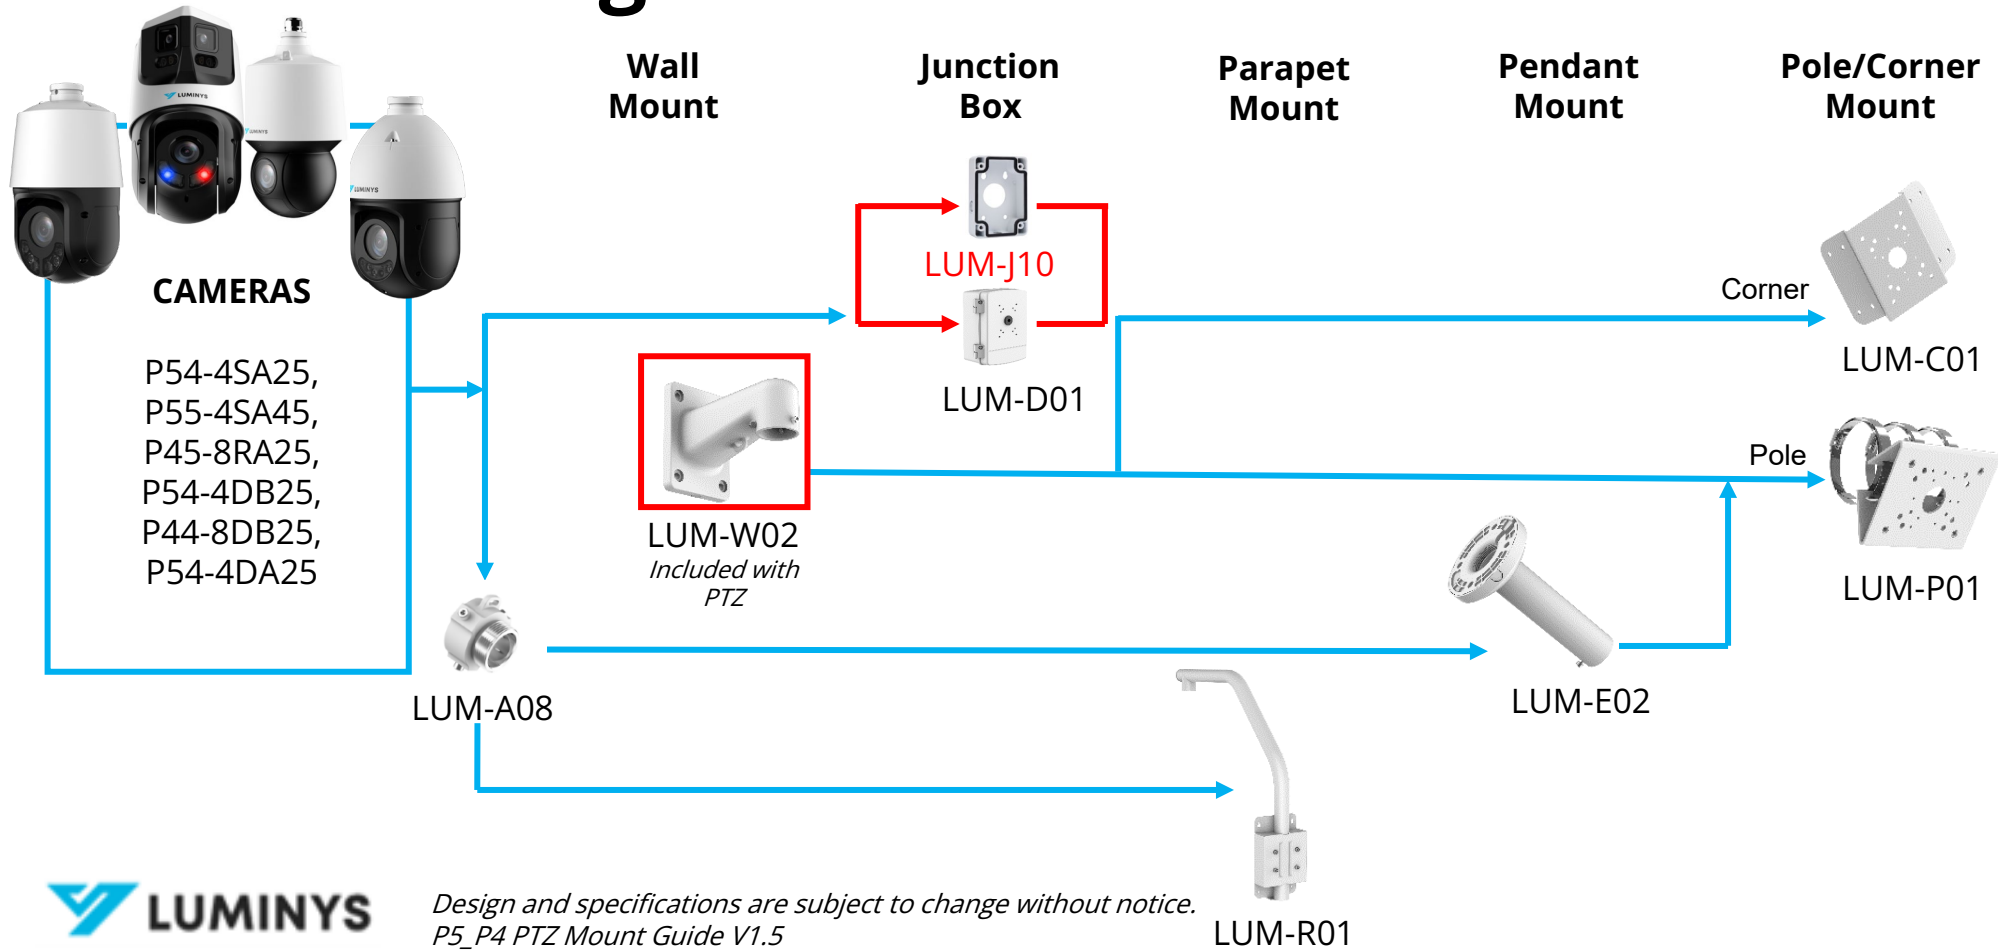 Wall
Mount
Junction
Box
Parapet
Mount
Pendant
Mount
Pole/Corner
Mount
LUMINYS
LUMINYS
LUMINYS
CAMERAS
P54-4SA25,
P55-4SA45,
P45-8RA25,
P54-4DB25,
P44-8DB25,
P54-4DA25
LUM-J10
LUM-D01
LUM-W02
Included with
PTZ
Corner
LUM-C01
Pole
LUM-P01
LUM-A08
LUM-E02
LUM-R01
LUMINYS
Design and specifications are subject to change without notice.
P5_P4 PTZ Mount Guide V1.5